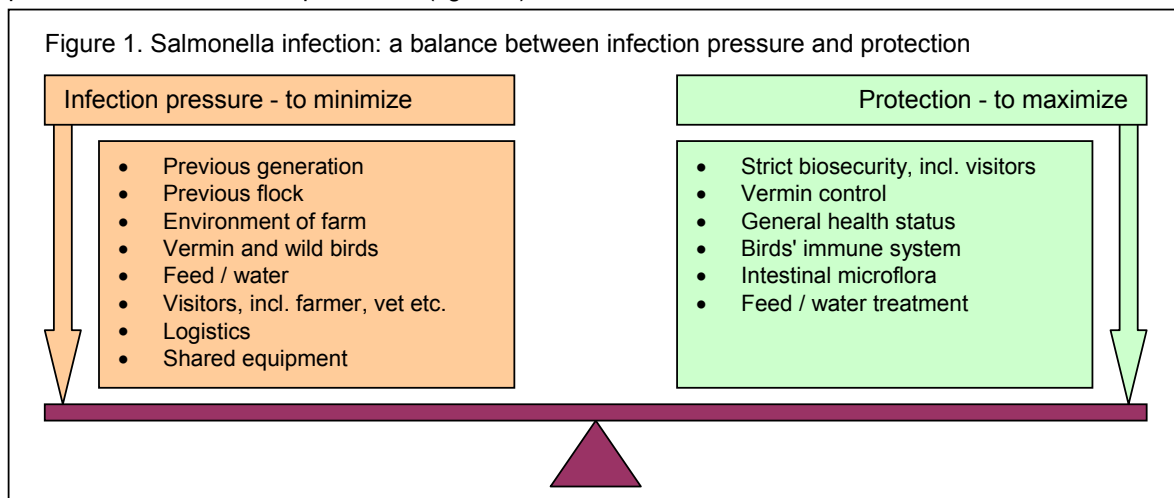 Figure 1. Salmonella infection: a balance between infection pressure and protection
Infection pressure - to minimize
• Previous generation
• Previous flock
• Environment of farm
• Vermin and wild birds
• Feed / water
• Visitors, incl. farmer, vet etc.
• Logistics
• Shared equipment
Protection - to maximize
• Strict biosecurity, incl. visitors
• Vermin control
• General health status
• Birds' immune system
• Intestinal microflora
• Feed / water treatment